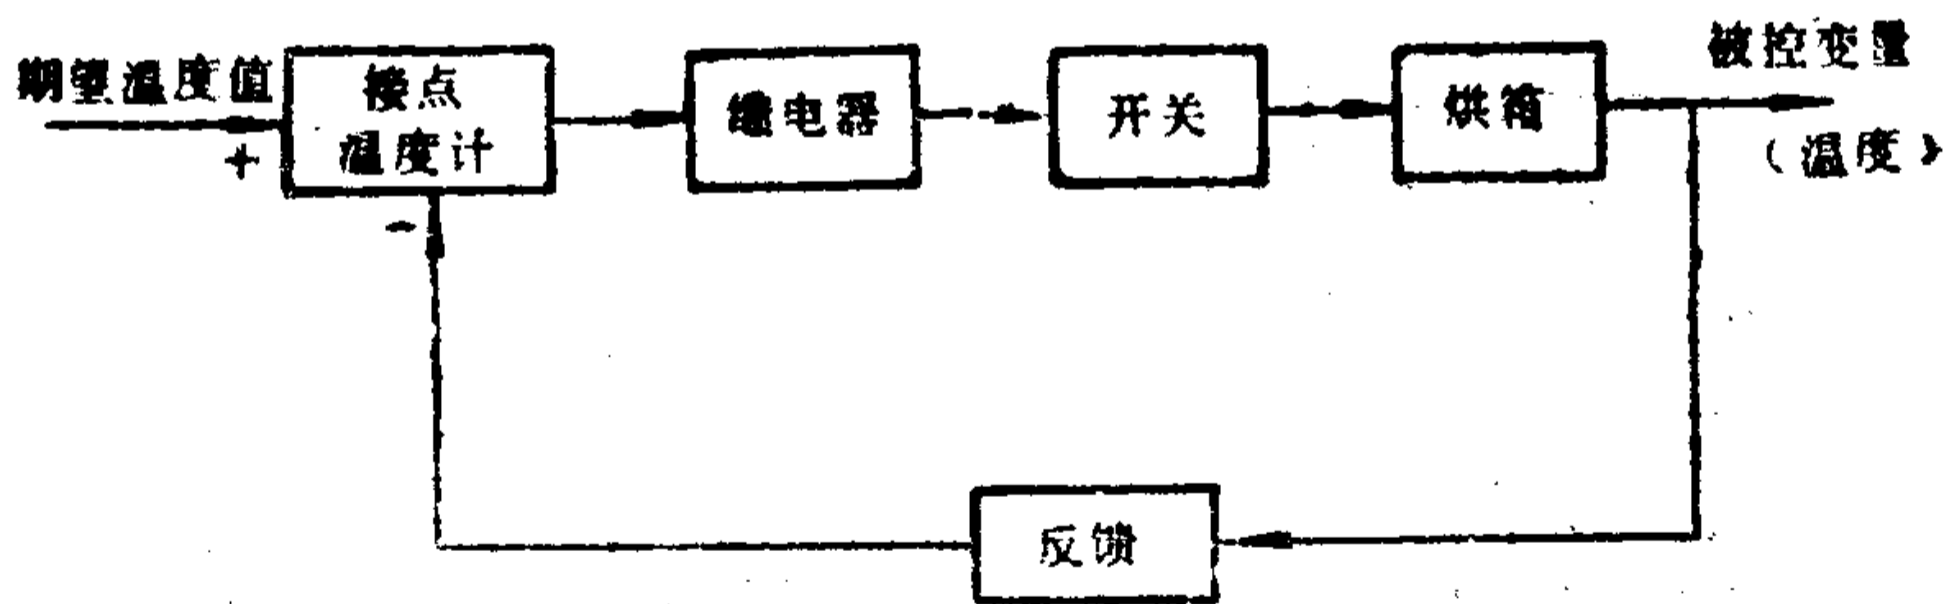 期望温度值
+
接点
温度计
-
继电器
开关
烘箱
被控变量
(温度)
反馈